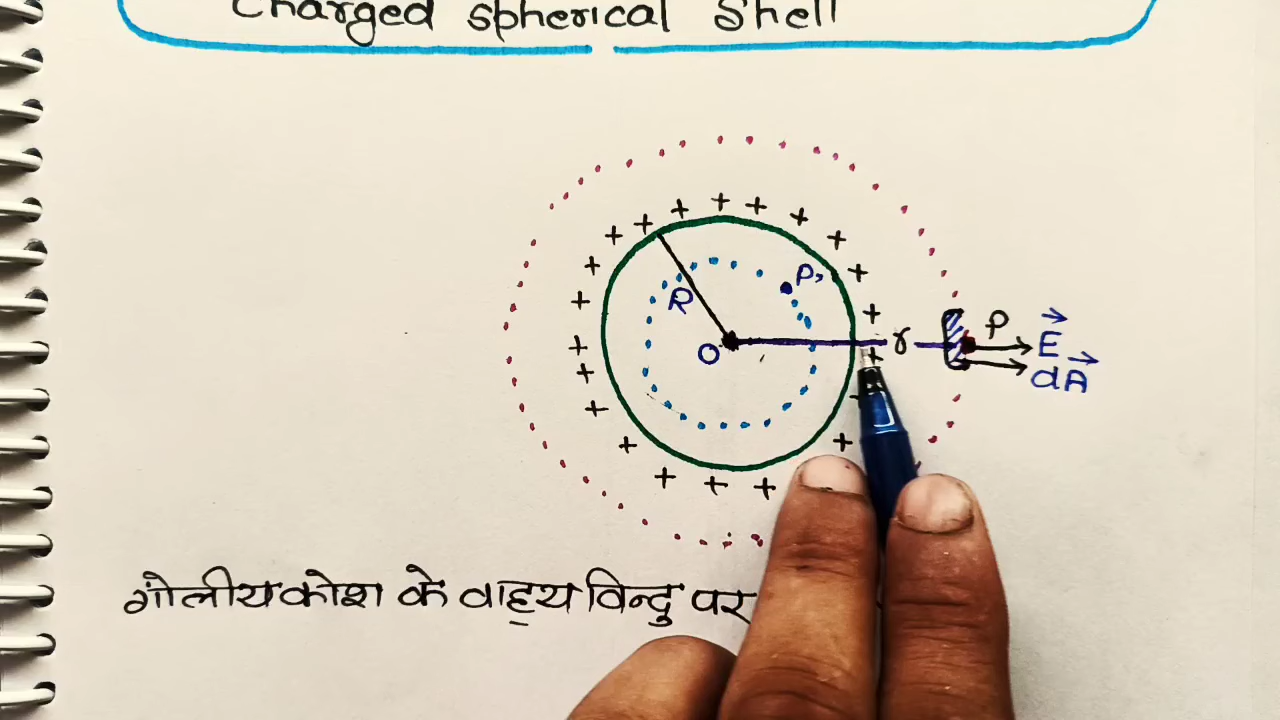 Charged spherical Shell
R
P,
O
r
P
E
dA
गोलीय कोश के वाह्य विन्दु पर